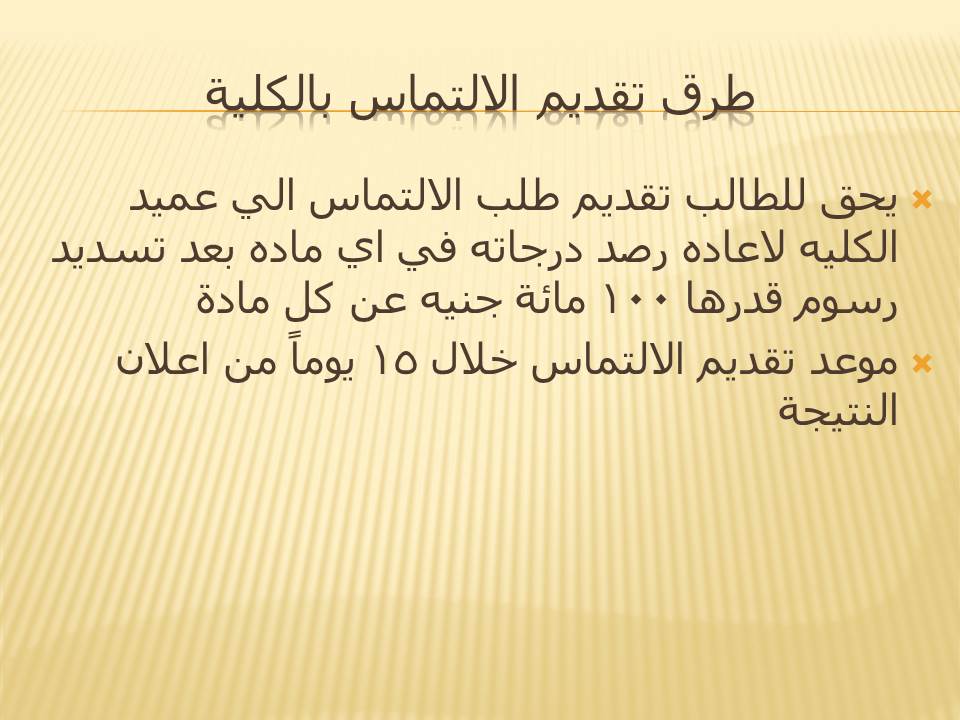 طرق تقديم الالتماس بالكلية
يحق للطالب تقديم طلب الالتماس الي عميد
الكليه لاعاده رصد درجاته في اي ماده بعد تسديد
رسوم قدرها ١٠٠ مائة جنيه عن كل مادة
موعد تقديم الالتماس خلال ١٥ يوماً من اعلان
النتيجة